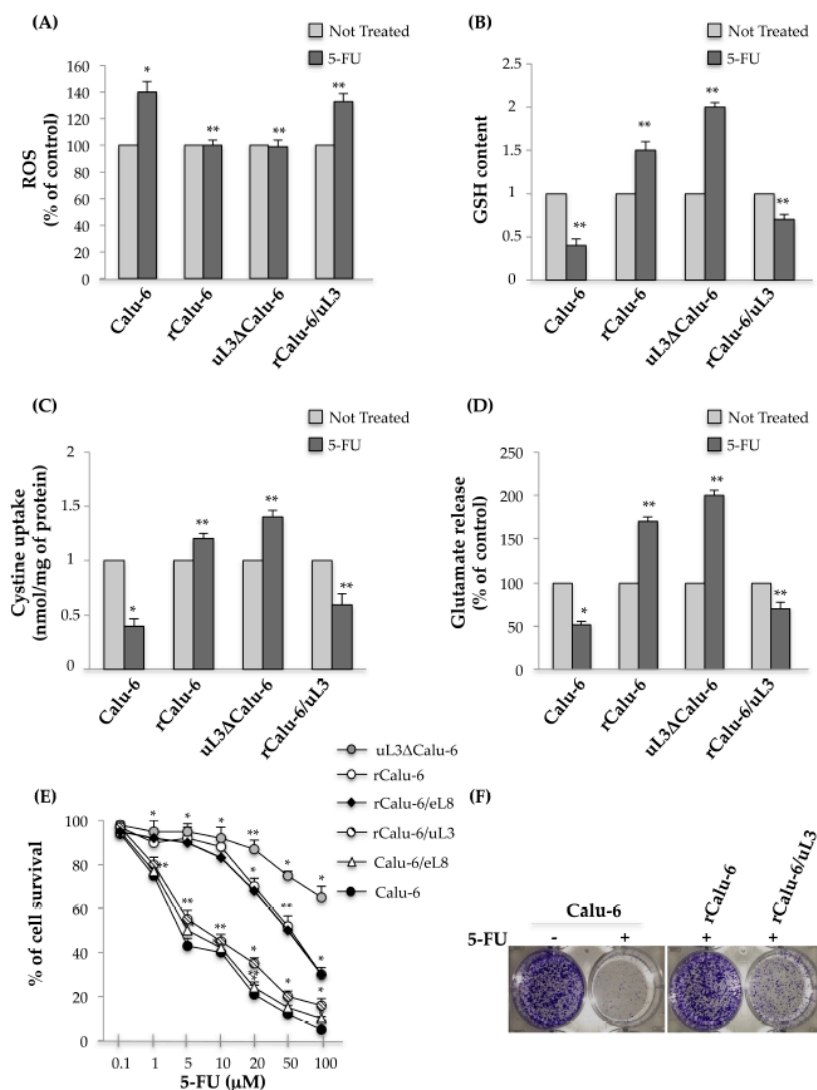 (A)
Not Treated
5-FU
ROS
(% of control)
160
140
120
100
80
60
40
20
0
*
**
**
**
Calu-6
rCalu-6
uL3ΔCalu-6
rCalu-6/uL3
(B)
Not Treated
5-FU
GSH content
2.5
2
1.5
1
0.5
0
**
**
**
**
Calu-6
rCalu-6
uL3ΔCalu-6
rCalu-6/uL3
(C)
Not Treated
5-FU
Cystine uptake
(nmol/mg of protein)
2
1.5
1
0.5
0
*
**
**
**
Calu-6
rCalu-6
uL3ΔCalu-6
rCalu-6/uL3
(D)
Not Treated
5-FU
Glutamate release
(% of control)
250
200
150
100
50
0
*
**
**
**
Calu-6
rCalu-6
uL3ΔCalu-6
rCalu-6/uL3
(E)
uL3ΔCalu-6
rCalu-6
rCalu-6/eL8
rCalu-6/uL3
Calu-6/eL8
Calu-6
% of cell survival
100
80
60
40
20
0
* * * ** * *
* ** *
** ** ** * * *
**
0.1 1 5 10 20 50 100
5-FU (μM)
(F)
Calu-6
rCalu-6
rCalu-6/uL3
5-FU - + + +